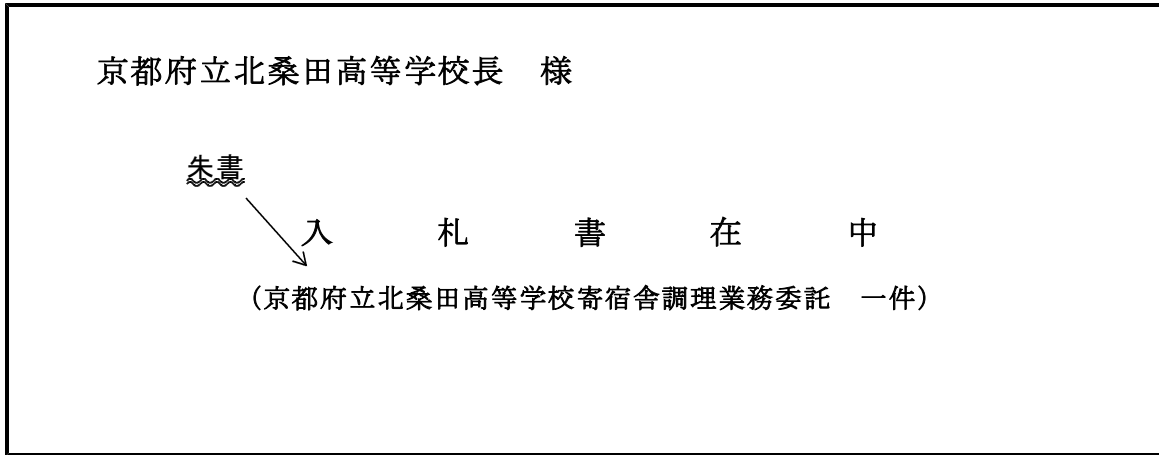 京都府立北桑田高等学校長　様
朱書
入　札　書　在　中
（京都府立北桑田高等学校寄宿舎調理業務委託　一件）